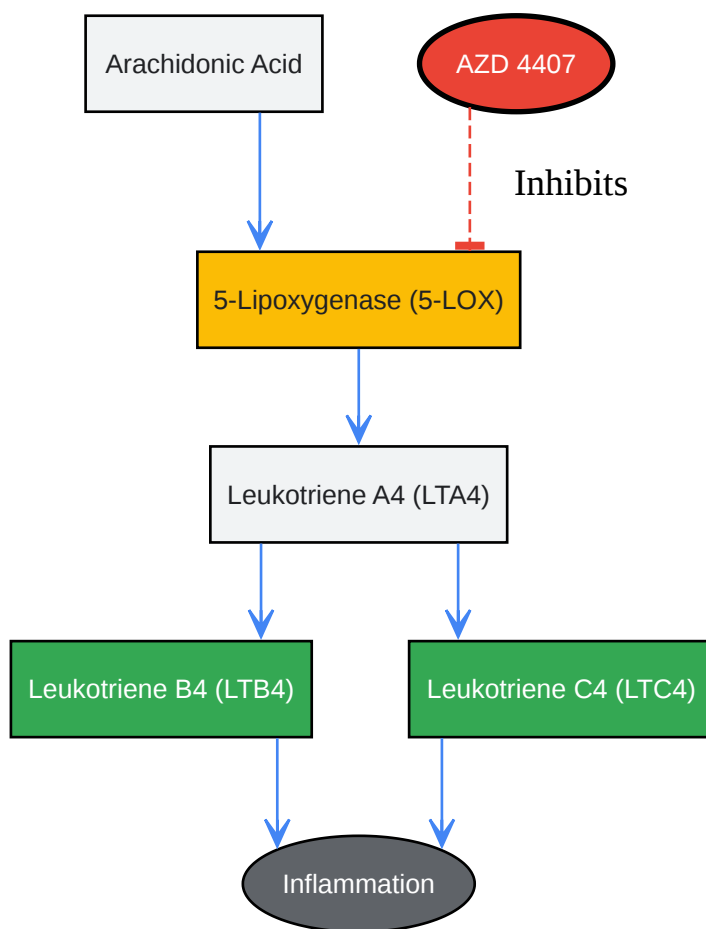 Arachidonic Acid
AZD 4407
Inhibits
5-Lipoxygenase (5-LOX)
Leukotriene A4 (LTA4)
Leukotriene B4 (LTB4)
Leukotriene C4 (LTC4)
Inflammation